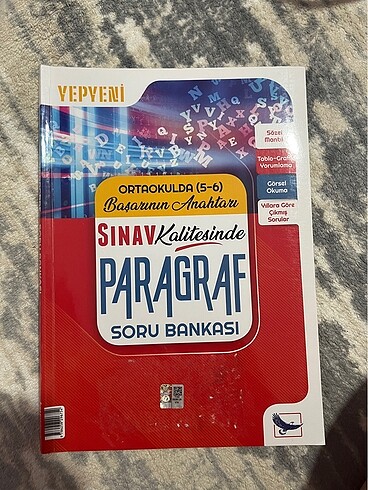 YEPYENİ
Sözel
Mantık
Tablo-Grafik
Yorumlama
Görsel
Okuma
Yıllara Göre
Çıkmış
Sorular
ORTAOKULDA (5-6)
Başarının Anahtarı
SINAV Kalitesinde
PARAGRAF
SORU BANKASI